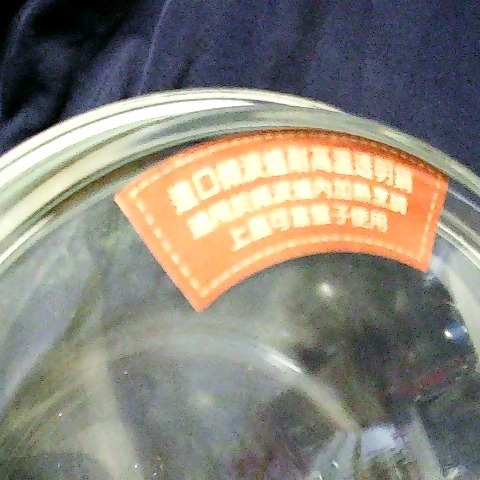 進口微波爐耐高溫透明鍋
適用於微波爐內加熱烹調
上蓋可當盤子使用